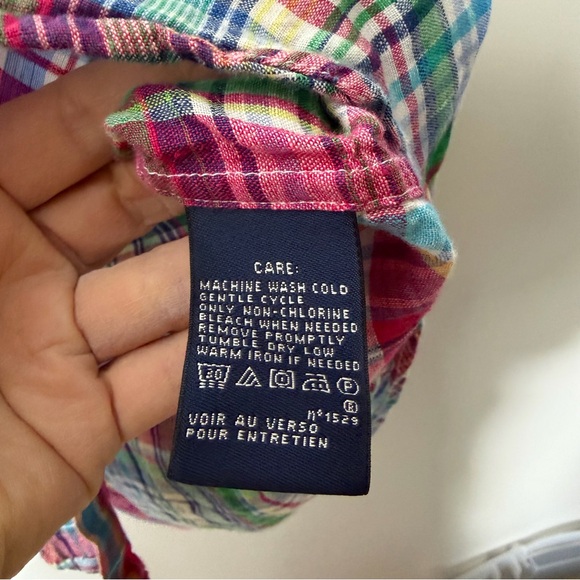 CARE:
MACHINE WASH COLD
GENTLE CYCLE
ONLY NON-CHLORINE
BLEACH WHEN NEEDED
REMOVE PROMPTLY
TUMBLE DRY LOW
WARM IRON IF NEEDED
30 P
®
nº1529
VOIR AU VERSO
POUR ENTRETIEN